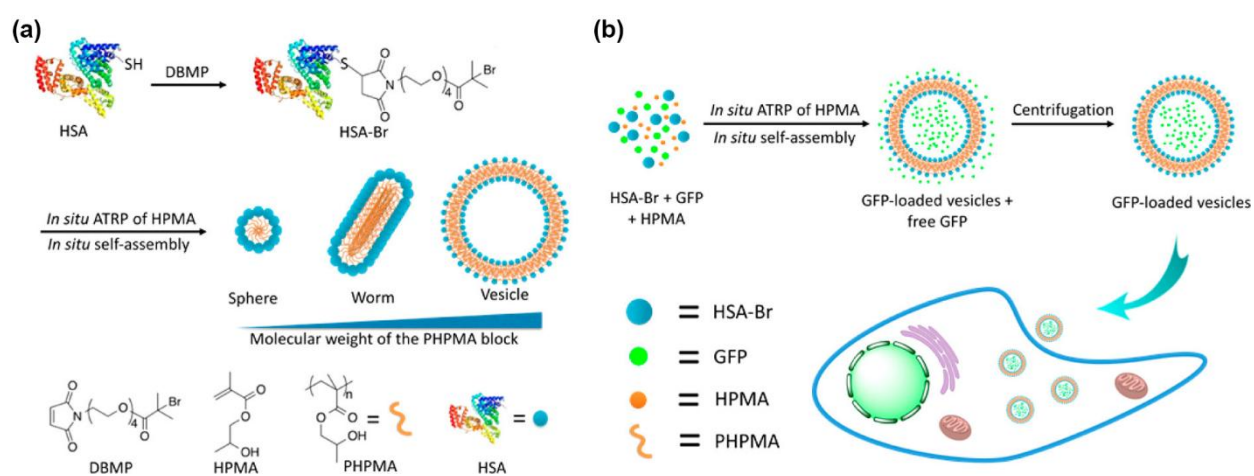 (a)
SH
DBMP
HSA
S
O
N
O
O
4
O
Br
HSA-Br
In situ ATRP of HPMA
In situ self-assembly
Sphere
Worm
Vesicle
Molecular weight of the PHPMA block
O
N
O
O
4
O
Br
DBMP
O
O
OH
HPMA
n
O
O
OH
=
PHPMA
=
HSA
(b)
HSA-Br + GFP
+ HPMA
In situ ATRP of HPMA
In situ self-assembly
GFP-loaded vesicles +
free GFP
Centrifugation
GFP-loaded vesicles
= HSA-Br
= GFP
= HPMA
= PHPMA